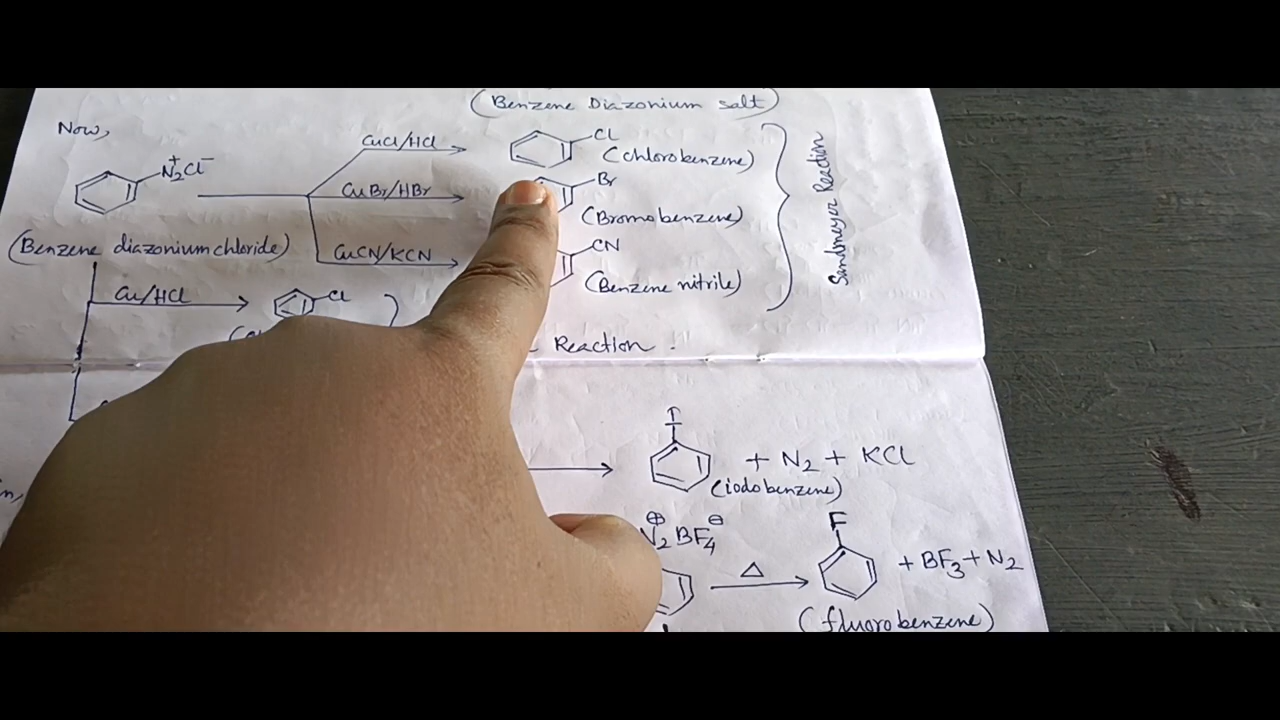 (Benzene Diazonium salt)
Now,
CuCl/HCl
Cl
(chlorobenzene)
N₂⁺Cl⁻
CuBr/HBr
Br
(Bromobenzene)
Sandmeyer Reaction
(Benzene diazonium chloride)
CuCN/KCN
CN
(Benzene nitrile)
Cu/HCl
Cl
Reaction.
I
+ N₂ + KCl
(iodobenzene)
N₂⊕ BF₄⊖
Δ
F
+ BF₃ + N₂
(fluorobenzene)